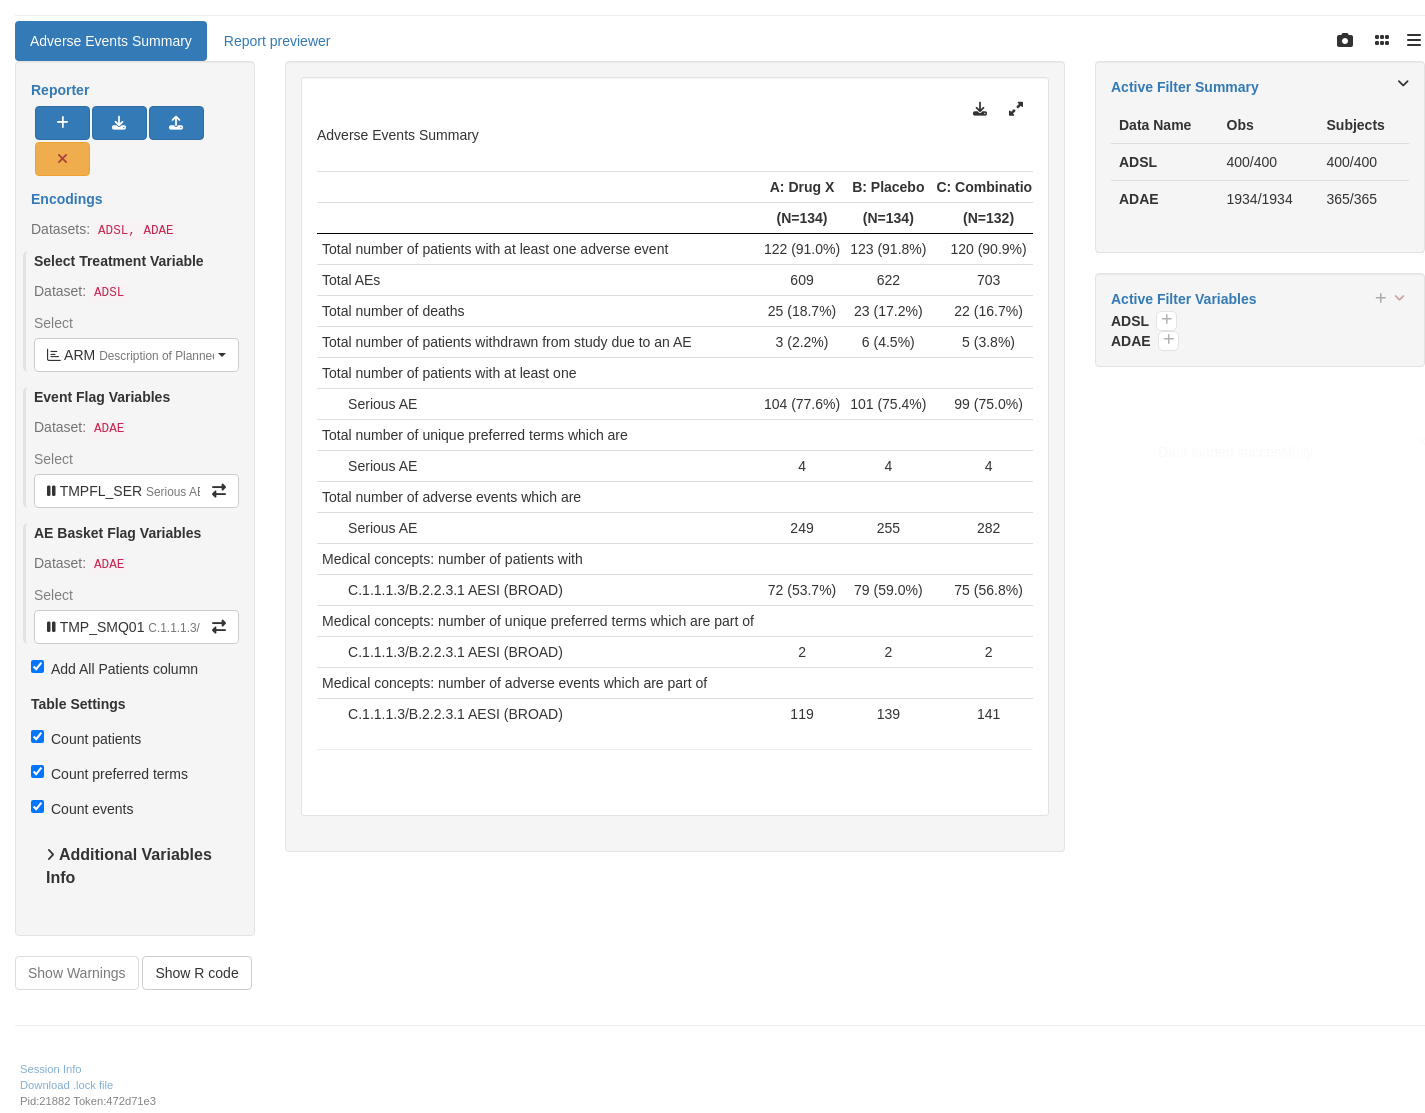 Adverse Events Summary
Report previewer
Reporter
Encodings
Datasets: ADSL, ADAE
Select Treatment Variable
Dataset: ADSL
Select
ARM Description of Planned
Event Flag Variables
Dataset: ADAE
Select
TMPFL_SER Serious AE
AE Basket Flag Variables
Dataset: ADAE
Select
TMP_SMQ01 C.1.1.1.3/
Add All Patients column
Table Settings
Count patients
Count preferred terms
Count events
Additional Variables
Info
Show Warnings Show R code
Adverse Events Summary
A: Drug X B: Placebo C: Combinatio
(N=134) (N=134) (N=132)
Total number of patients with at least one adverse event 122 (91.0%) 123 (91.8%) 120 (90.9%)
Total AEs 609 622 703
Total number of deaths 25 (18.7%) 23 (17.2%) 22 (16.7%)
Total number of patients withdrawn from study due to an AE 3 (2.2%) 6 (4.5%) 5 (3.8%)
Total number of patients with at least one
Serious AE 104 (77.6%) 101 (75.4%) 99 (75.0%)
Total number of unique preferred terms which are
Serious AE 4 4 4
Total number of adverse events which are
Serious AE 249 255 282
Medical concepts: number of patients with
C.1.1.1.3/B.2.2.3.1 AESI (BROAD) 72 (53.7%) 79 (59.0%) 75 (56.8%)
Medical concepts: number of unique preferred terms which are part of
C.1.1.1.3/B.2.2.3.1 AESI (BROAD) 2 2 2
Medical concepts: number of adverse events which are part of
C.1.1.1.3/B.2.2.3.1 AESI (BROAD) 119 139 141
Active Filter Summary
Data Name Obs Subjects
ADSL 400/400 400/400
ADAE 1934/1934 365/365
Active Filter Variables
ADSL
ADAE
Session Info
Download .lock file
Pid:21882 Token:472d71e3